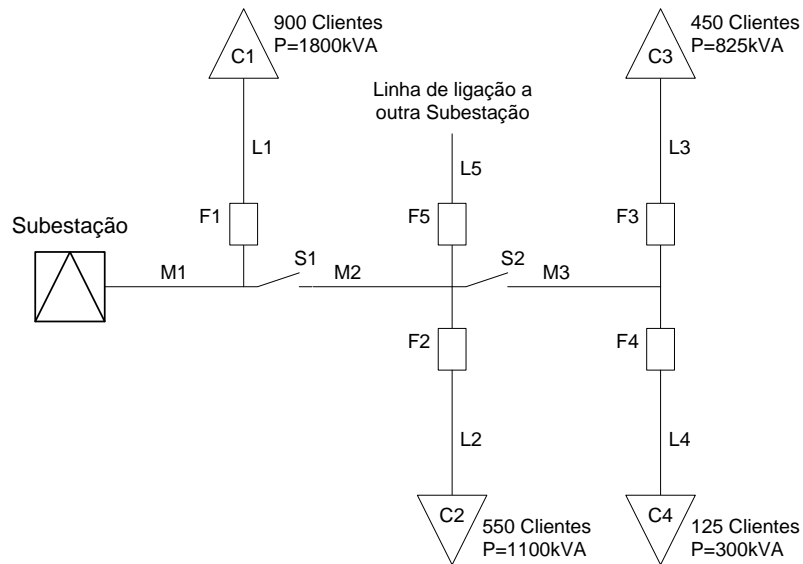 900 Clientes
P=1800kVA
C1
450 Clientes
P=825kVA
C3
Linha de ligação a
outra Subestação
L1
L5
L3
F1
F5
F3
Subestação
M1
S1
M2
S2
M3
F2
F4
L2
L4
C2
550 Clientes
P=1100kVA
C4
125 Clientes
P=300kVA